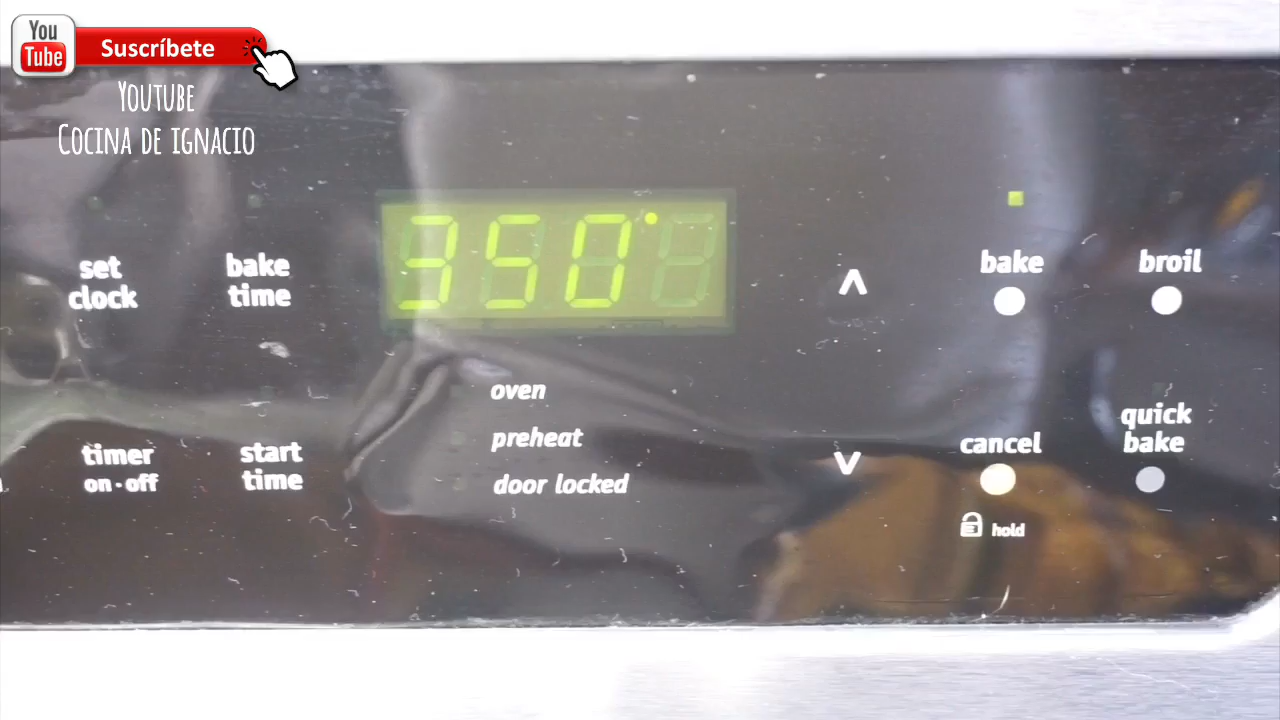 You
Tube
Suscríbete
YOUTUBE
COCINA DE IGNACIO
350°
set
clock
bake
time
bake
broil
oven
preheat
door locked
timer
on·off
start
time
cancel
hold
quick
bake